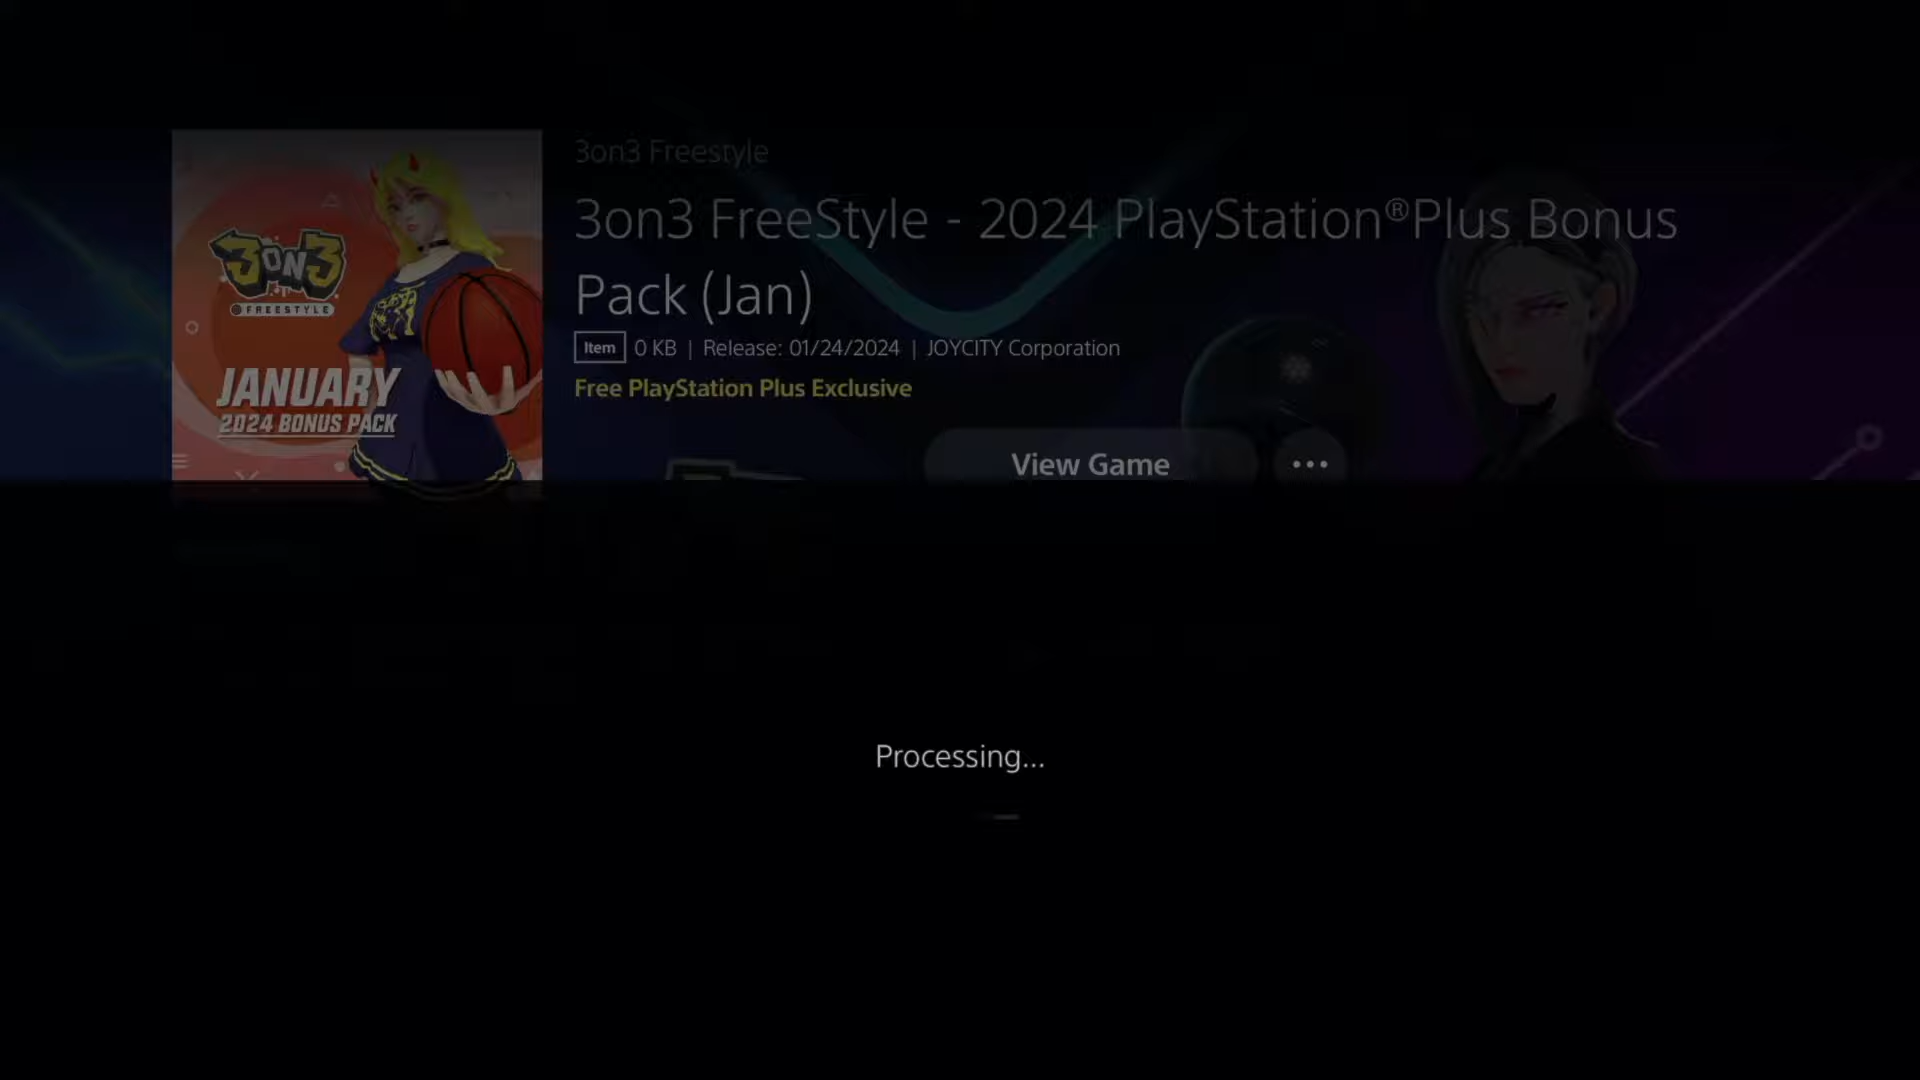 3on3 Freestyle
3on3 FreeStyle - 2024 PlayStation®Plus Bonus
Pack (Jan)
Item 0 KB | Release: 01/24/2024 | JOYCITY Corporation
Free PlayStation Plus Exclusive
3ON3
FREESTYLE
JANUARY
2024 BONUS PACK
View Game
Processing...